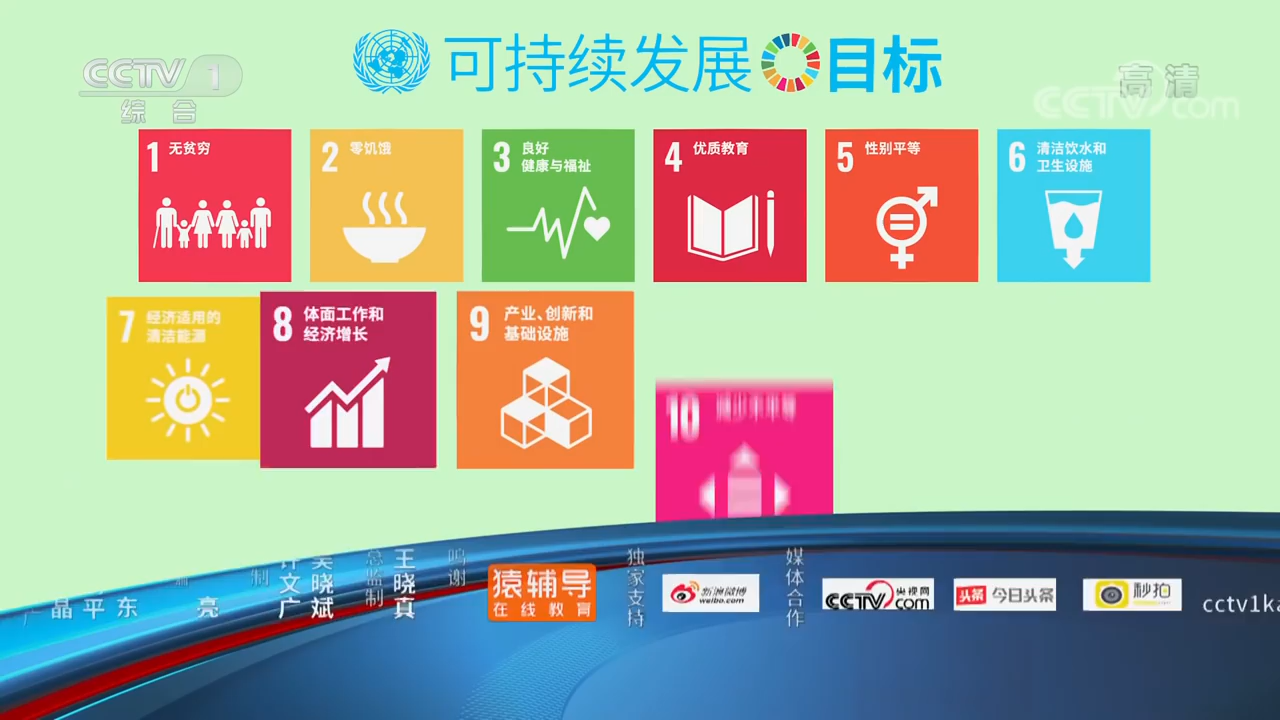 CCTV 1
综合
可持续发展目标
高清
CCTV.com
1 无贫穷
2 零饥饿
3 良好
健康与福祉
4 优质教育
5 性别平等
6 清洁饮水和
卫生设施
7 经济适用的
清洁能源
8 体面工作和
经济增长
9 产业、创新和
基础设施
10
晶 平 东
亮
制
文广
晓斌
总监制
王晓真
鸣谢
猿辅导
在线教育
独家支持
新浪微博
weibo.com
媒体合作
CCTV.com 央视网
头条 今日头条
秒拍
cctv1ka